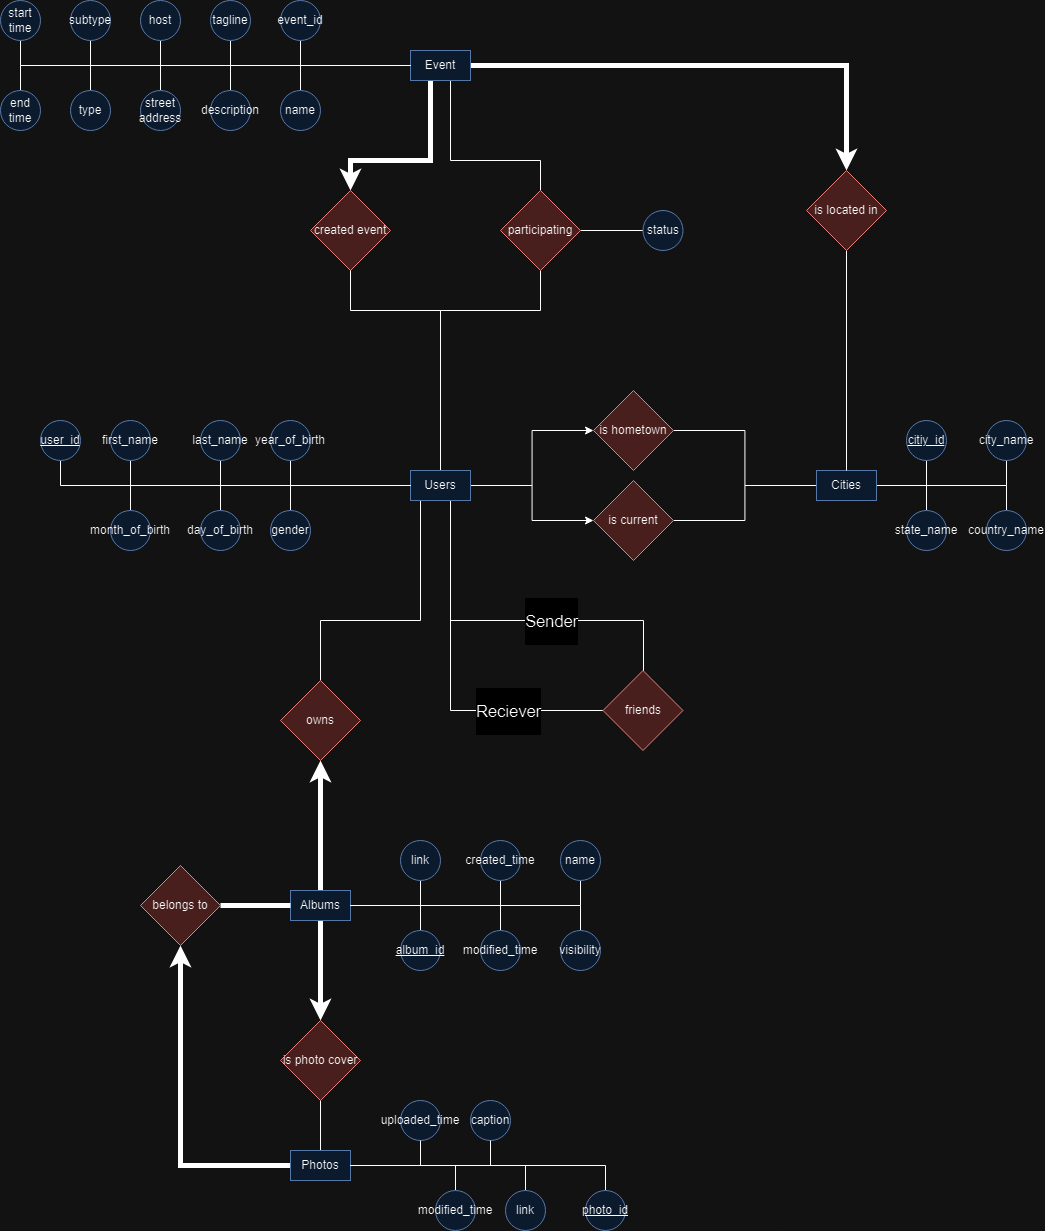 start
time
subtype
host
tagline
event_id
Event
end
time
type
street
address
description
name
created event
participating
status
is located in
user_id
first_name
last_name
year_of_birth
is hometown
citiy_id
city_name
Users
Cities
month_of_birth
day_of_birth
gender
is current
state_name
country_name
Sender
Reciever
friends
owns
link
created_time
name
belongs to
Albums
album_id
modified_time
visibility
is photo cover
uploaded_time
caption
Photos
modified_time
link
photo_id